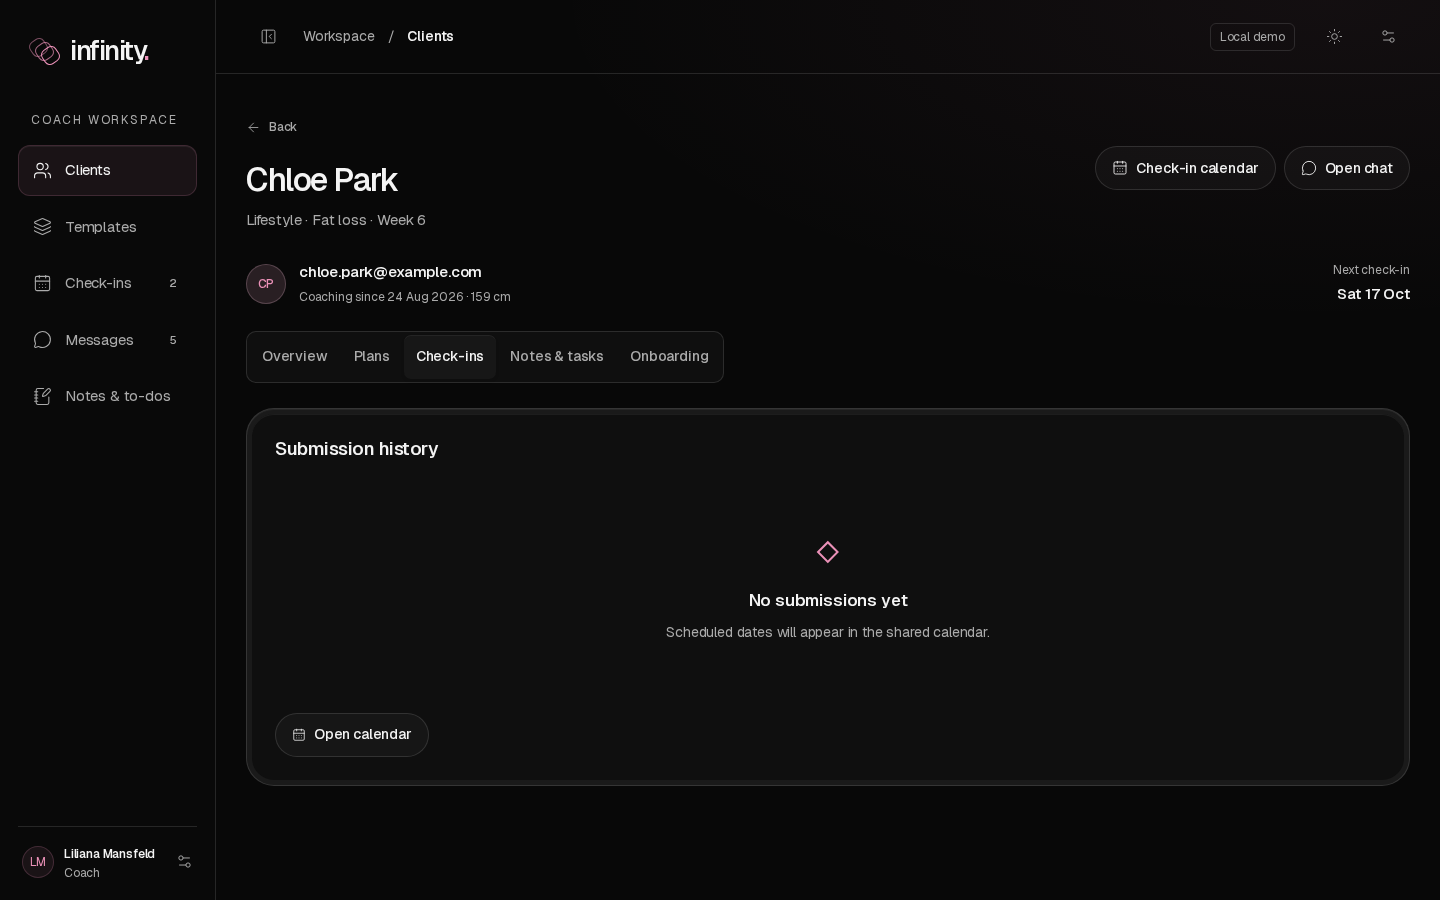 infinity.
COACH WORKSPACE
Clients
Templates
Check-ins 2
Messages 5
Notes & to-dos
LM
Liliana Mansfeld
Coach
Workspace / Clients
Local demo
Back
Chloe Park
Lifestyle · Fat loss · Week 6
Check-in calendar
Open chat
CP
chloe.park@example.com
Coaching since 24 Aug 2026 · 159 cm
Next check-in
Sat 17 Oct
Overview Plans Check-ins Notes & tasks Onboarding
Submission history
No submissions yet
Scheduled dates will appear in the shared calendar.
Open calendar